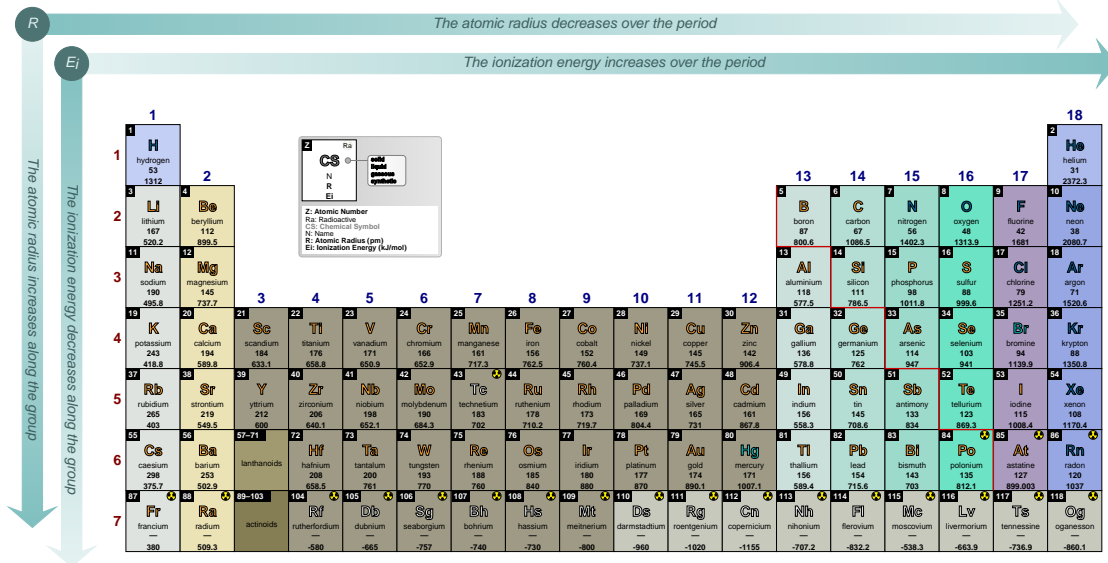 R
The atomic radius decreases over the period
Ei
The ionization energy increases over the period
The atomic radius increases along the group
The ionization energy decreases along the group
1 18
1
1 2
H He
hydrogen helium
53 31
1312 2372.3
Z Ra
CS
solid
liquid
gaseous
synthetic
N
R
Ei
Z: Atomic Number
Ra: Radioactive
CS: Chemical Symbol
N: Name
R: Atomic Radius (pm)
Ei: Ionization Energy (kJ/mol)
2 13 14 15 16 17
2
3 4 5 6 7 8 9 10
Li Be B C N O F Ne
lithium beryllium boron carbon nitrogen oxygen fluorine neon
167 112 87 67 56 48 42 38
520.2 899.5 800.6 1086.5 1402.3 1313.9 1681 2080.7
3
11 12 13 14 15 16 17 18
Na Mg Al Si P S Cl Ar
sodium magnesium aluminium silicon phosphorus sulfur chlorine argon
190 145 118 111 98 88 79 71
495.8 737.7 577.5 786.5 1011.8 999.6 1251.2 1520.6
3 4 5 6 7 8 9 10 11 12
4
19 20 21 22 23 24 25 26 27 28 29 30 31 32 33 34 35 36
K Ca Sc Ti V Cr Mn Fe Co Ni Cu Zn Ga Ge As Se Br Kr
potassium calcium scandium titanium vanadium chromium manganese iron cobalt nickel copper zinc gallium germanium arsenic selenium bromine krypton
243 194 184 176 171 166 161 156 152 149 145 142 136 125 114 103 94 88
418.8 589.8 633.1 658.8 650.9 652.9 717.3 762.5 760.4 737.1 745.5 906.4 578.8 762 947 941 1139.9 1350.8
5
37 38 39 40 41 42 43 44 45 46 47 48 49 50 51 52 53 54
Rb Sr Y Zr Nb Mo Tc Ru Rh Pd Ag Cd In Sn Sb Te I Xe
rubidium strontium yttrium zirconium niobium molybdenum technetium ruthenium rhodium palladium silver cadmium indium tin antimony tellurium iodine xenon
265 219 212 206 198 190 183 178 173 169 165 161 156 145 133 123 115 108
403 549.5 600 640.1 652.1 684.3 702 710.2 719.7 804.4 731 867.8 558.3 708.6 834 869.3 1008.4 1170.4
6
55 56 57–71 72 73 74 75 76 77 78 79 80 81 82 83 84 85 86
Cs Ba Hf Ta W Re Os Ir Pt Au Hg Tl Pb Bi Po At Rn
caesium barium lanthanoids hafnium tantalum tungsten rhenium osmium iridium platinum gold mercury thallium lead bismuth polonium astatine radon
298 253 208 200 193 188 185 180 177 174 171 156 154 143 135 127 120
375.7 502.9 658.5 761 770 760 840 880 870 890.1 1007.1 589.4 715.6 703 812.1 899.003 1037
7
87 88 89–103 104 105 106 107 108 109 110 111 112 113 114 115 116 117 118
Fr Ra Rf Db Sg Bh Hs Mt Ds Rg Cn Nh Fl Mc Lv Ts Og
francium radium actinoids rutherfordium dubnium seaborgium bohrium hassium meitnerium darmstadtium roentgenium copernicium nihonium flerovium moscovium livermorium tennessine oganesson
— — — — — — — — — — — — — — — — —
380 509.3 -580 -665 -757 -740 -730 -800 -960 -1020 -1155 -707.2 -832.2 -538.3 -663.9 -736.9 -860.1